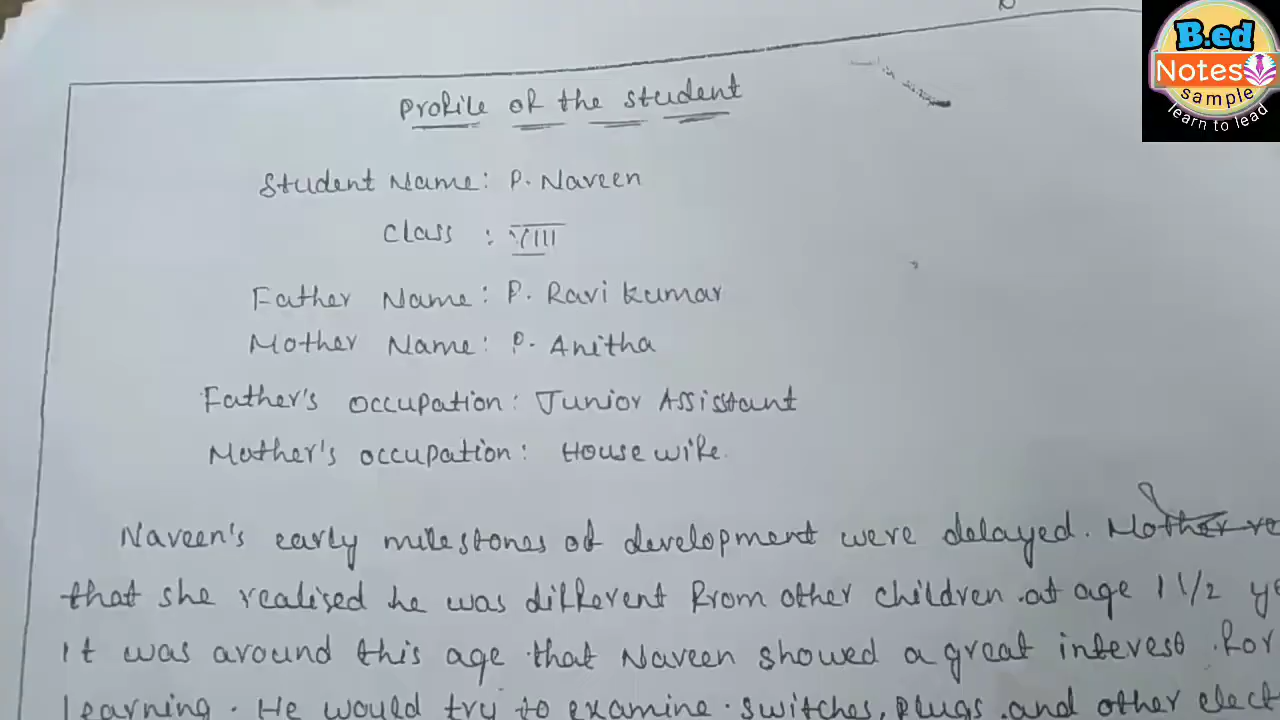 B.ed
Notes
sample
learn to lead
Profile of the student
Student Name: P. Naveen
Class : VIII
Father Name: P. Ravi kumar
Mother Name: P. Anitha
Father's occupation: Junior Assistant
Mother's occupation: House wife.
Naveen's early milestones of development were delayed. Mother re
that she realised he was different from other children at age 1 1/2 ye
it was around this age that Naveen showed a great interest for
learning. He would try to examine switches, plugs and other elect